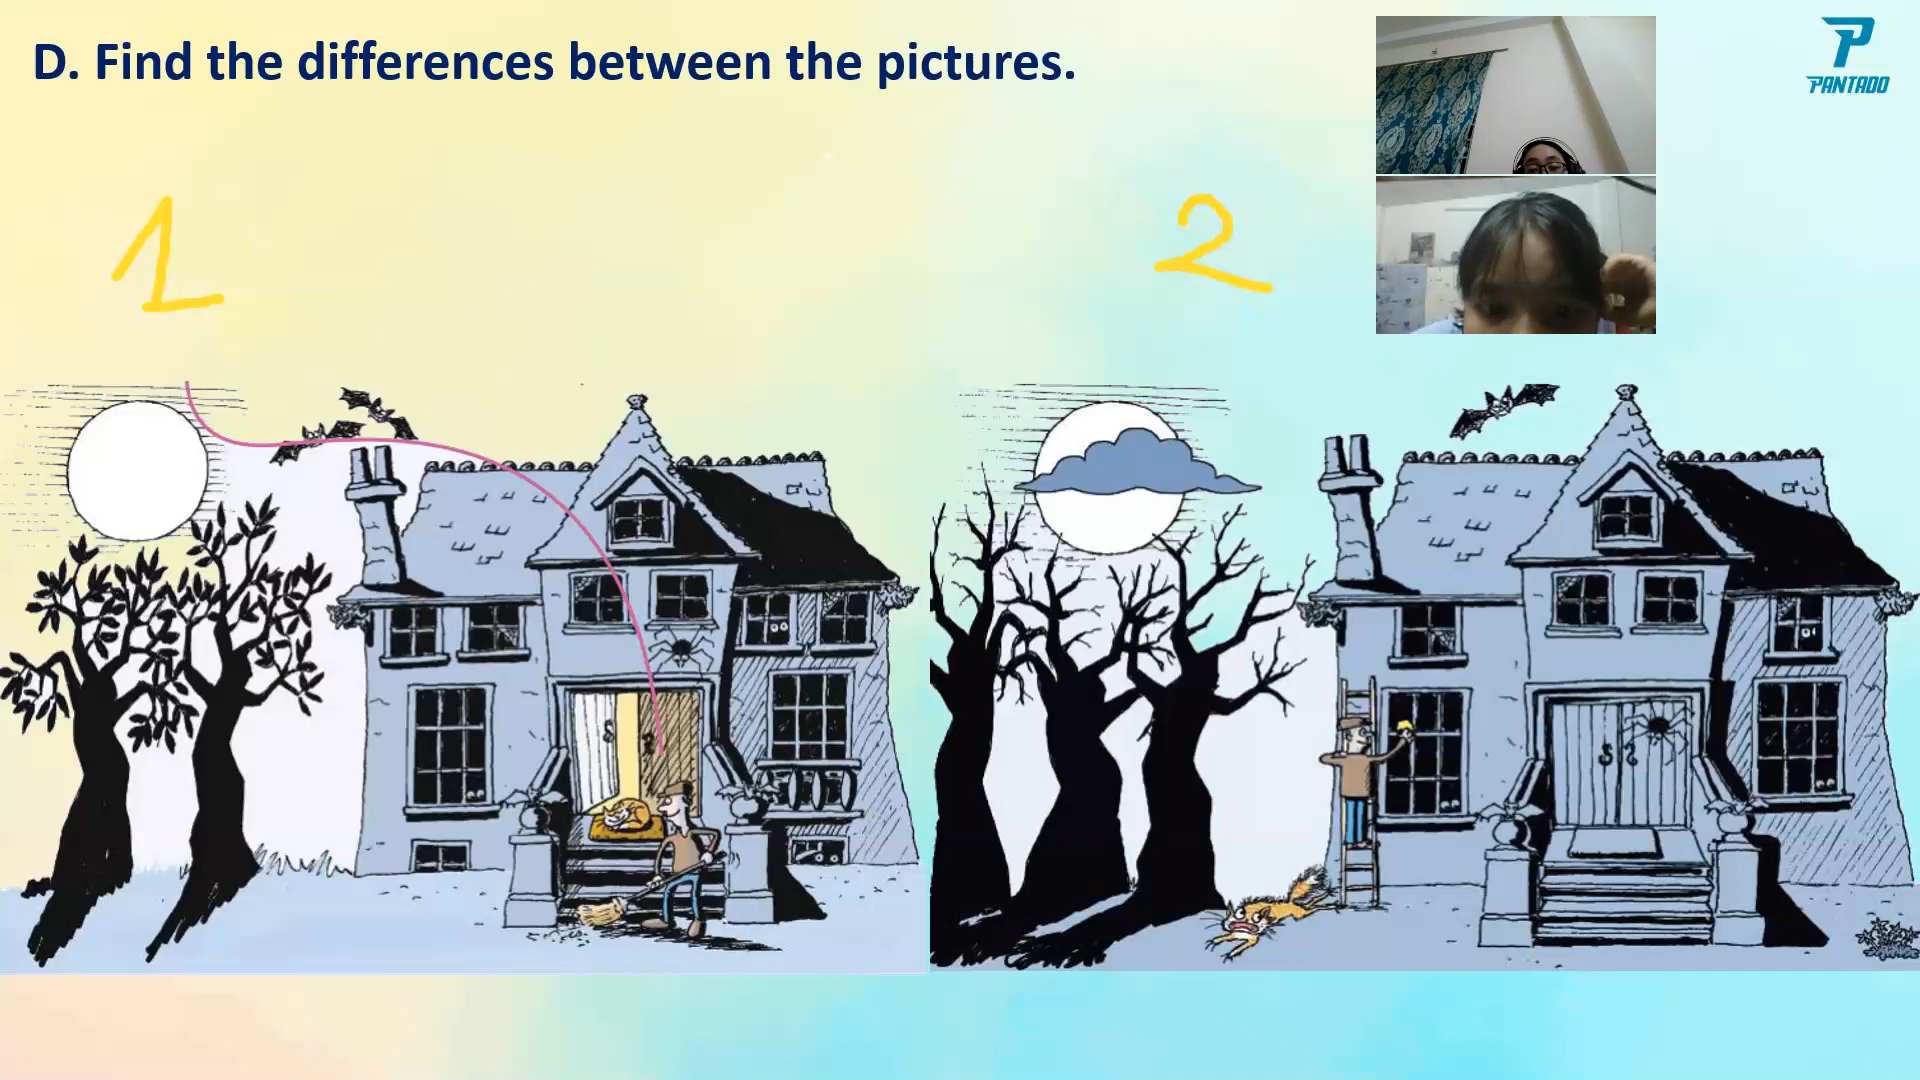 D. Find the differences between the pictures.
PANTADO
1
2